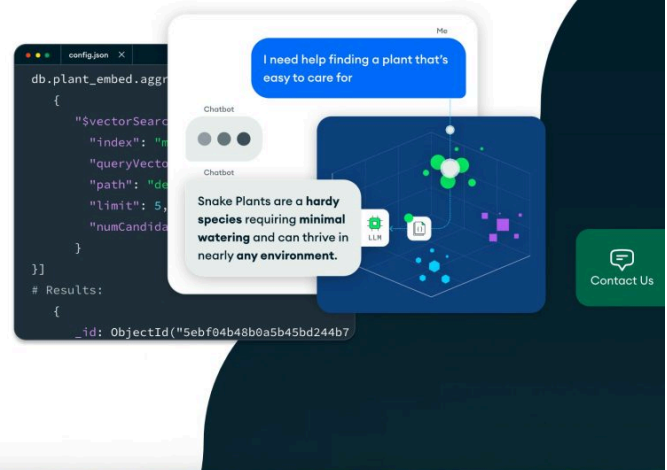 config.json
db.plant_embed.aggr
{
"$vectorSearc
"index": "m
"queryVecto
"path": "de
"limit": 5,
"numCandida
}
}]
# Results:
{
_id: ObjectId("5ebf04b48b0a5b45bd244b7
Me
I need help finding a plant that's
easy to care for
Chatbot
Chatbot
Snake Plants are a hardy
species requiring minimal
watering and can thrive in
nearly any environment.
LLM
Contact Us